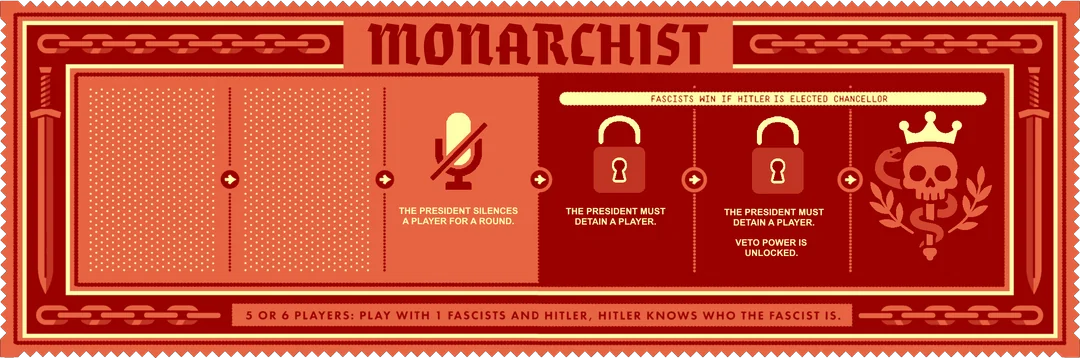 MONARCHIST
FASCISTS WIN IF HITLER IS ELECTED CHANCELLOR
THE PRESIDENT SILENCES
A PLAYER FOR A ROUND.
THE PRESIDENT MUST
DETAIN A PLAYER.
THE PRESIDENT MUST
DETAIN A PLAYER.
VETO POWER IS
UNLOCKED.
5 OR 6 PLAYERS: PLAY WITH 1 FASCISTS AND HITLER, HITLER KNOWS WHO THE FASCIST IS.